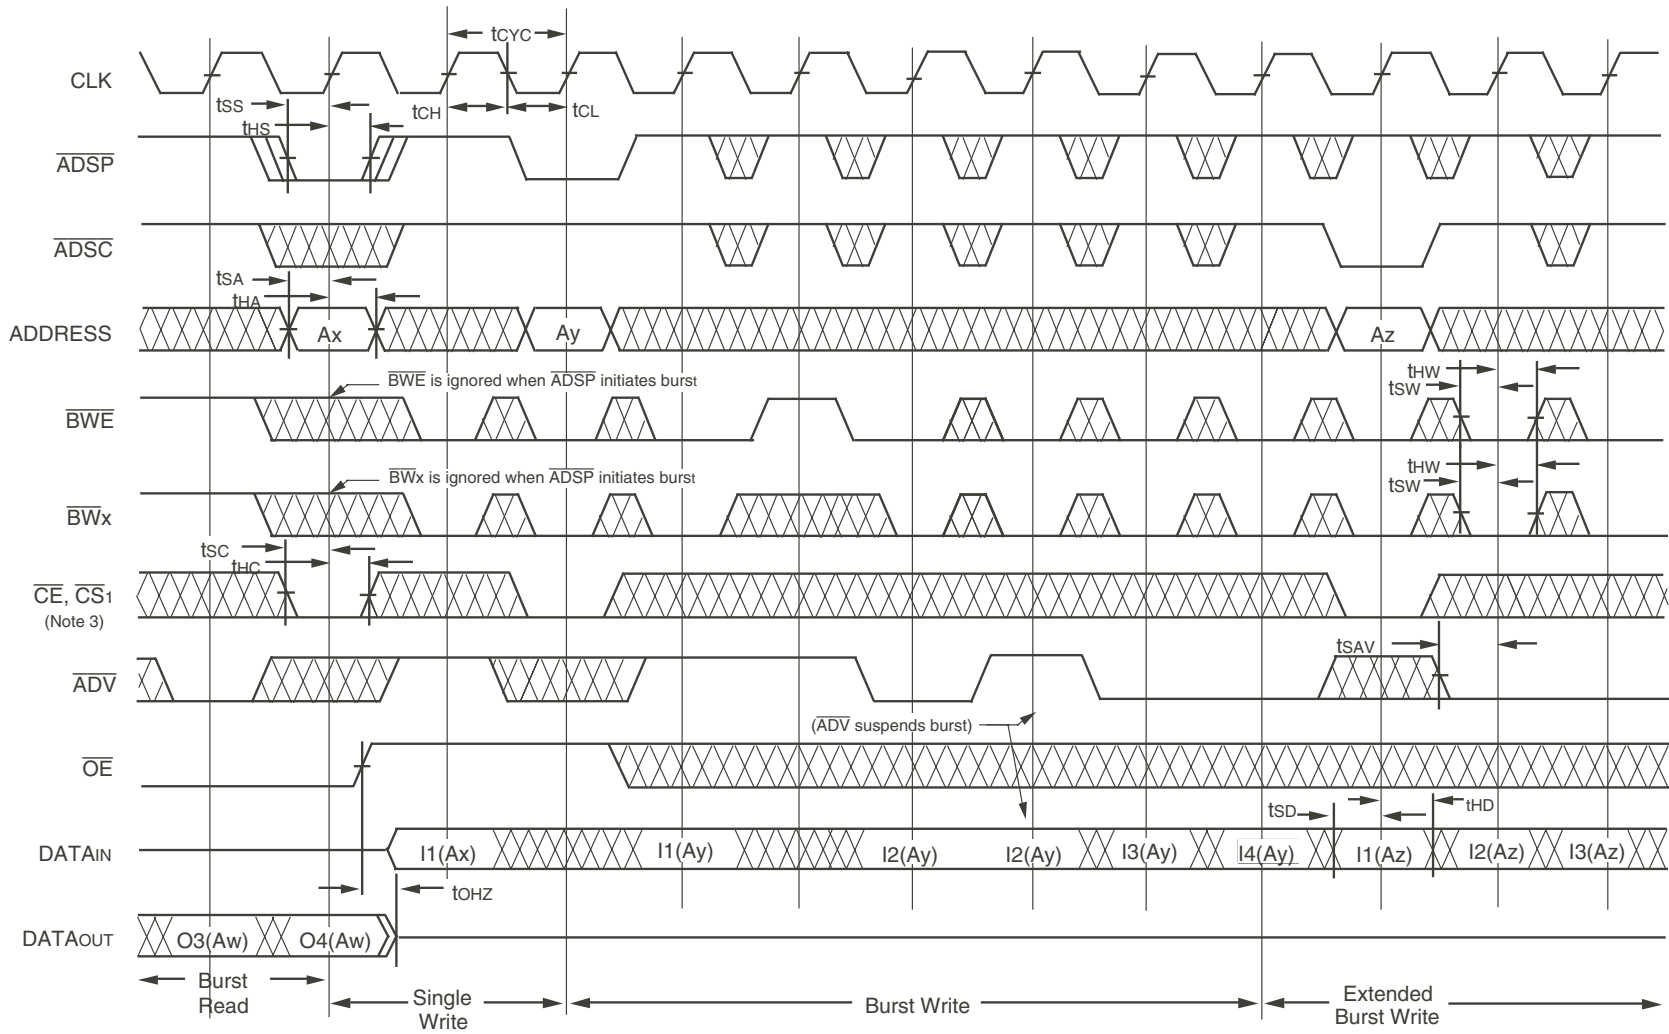 tCYC
CLK
tSS
tCH
tCL
tHS
ADSP
ADSC
tSA
tHA
ADDRESS
Ax
Ay
Az
BWE is ignored when ADSP initiates burst
tHW
tSW
BWE
BWx is ignored when ADSP initiates burst
tHW
tSW
BWx
tSC
tHC
CE, CS1
(Note 3)
tSAV
ADV
(ADV suspends burst)
OE
tSD
tHD
DATAIN
I1(Ax)
I1(Ay)
I2(Ay)
I2(Ay)
I3(Ay)
I4(Ay)
I1(Az)
I2(Az)
I3(Az)
tOHZ
DATAOUT
O3(Aw)
O4(Aw)
Burst
Read
Single
Write
Burst Write
Extended
Burst Write